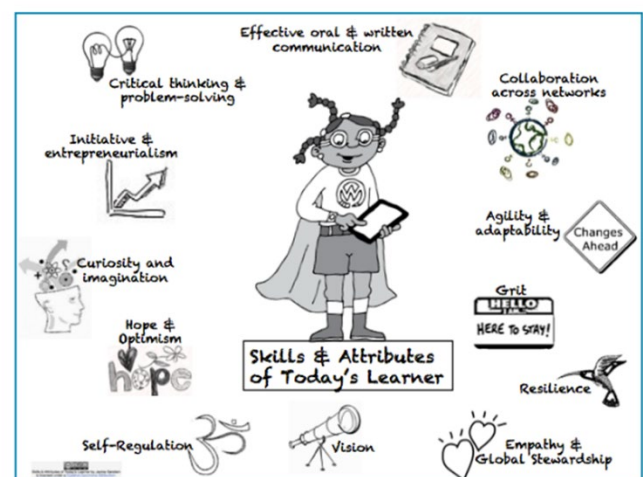 Effective oral & written
communication
Critical thinking &
problem-solving
Collaboration
across networks
Initiative &
entrepreneurialism
W
Agility &
adaptability
Changes
Ahead
Curiosity and
imagination
Grit
HELLO
HERE TO STAY!
Hope &
Optimism
hope
Skills & Attributes
of Today's Learner
Resilience
Self-Regulation
ॐ
Vision
Empathy &
Global Stewardship